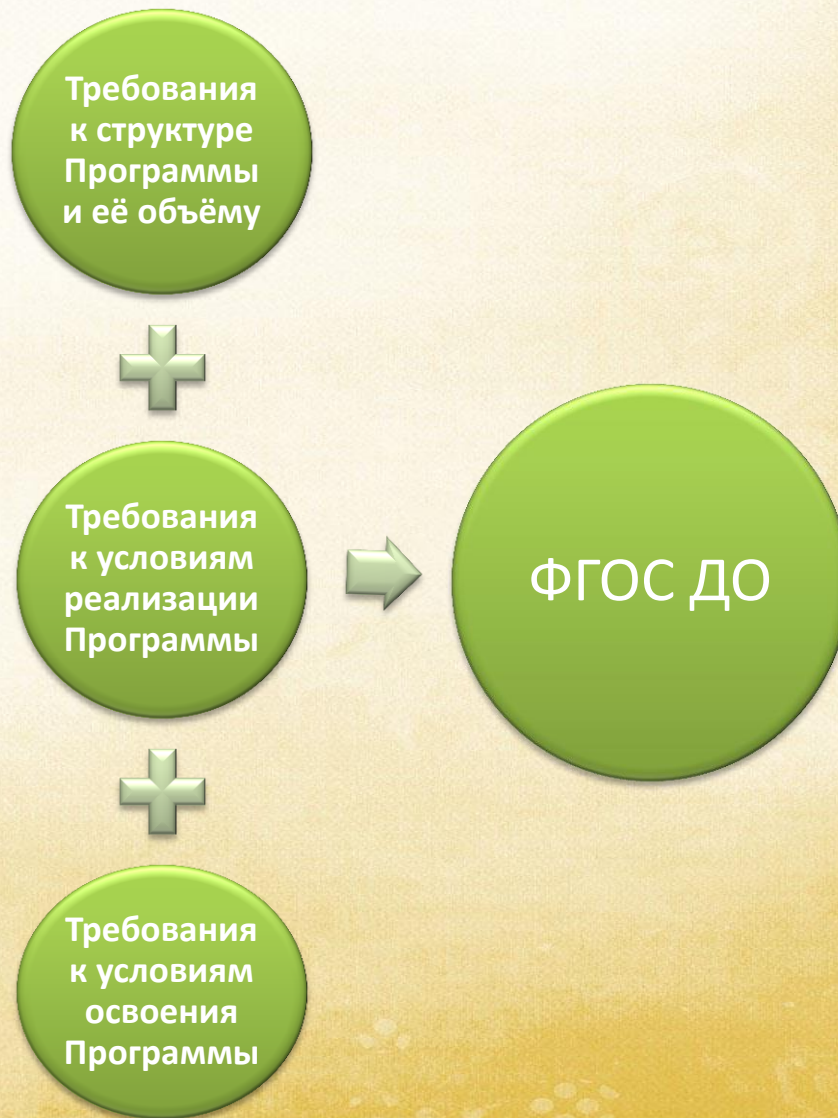 Требования
к структуре
Программы
и её объёму
Требования
к условиям
реализации
Программы
ФГОС ДО
Требования
к условиям
освоения
Программы